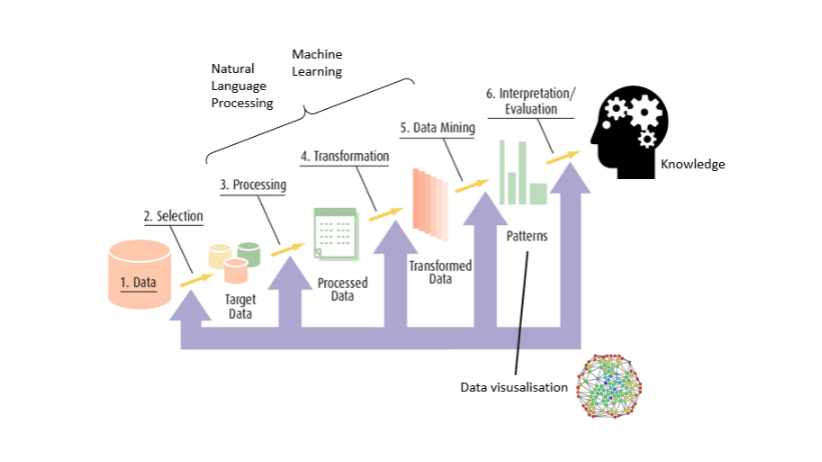 Machine
Learning
Natural
Language
Processing
6. Interpretation/
Evaluation
5. Data Mining
Knowledge
4. Transformation
3. Processing
2. Selection
1. Data
Target
Data
Processed
Data
Transformed
Data
Patterns
Data visusalisation